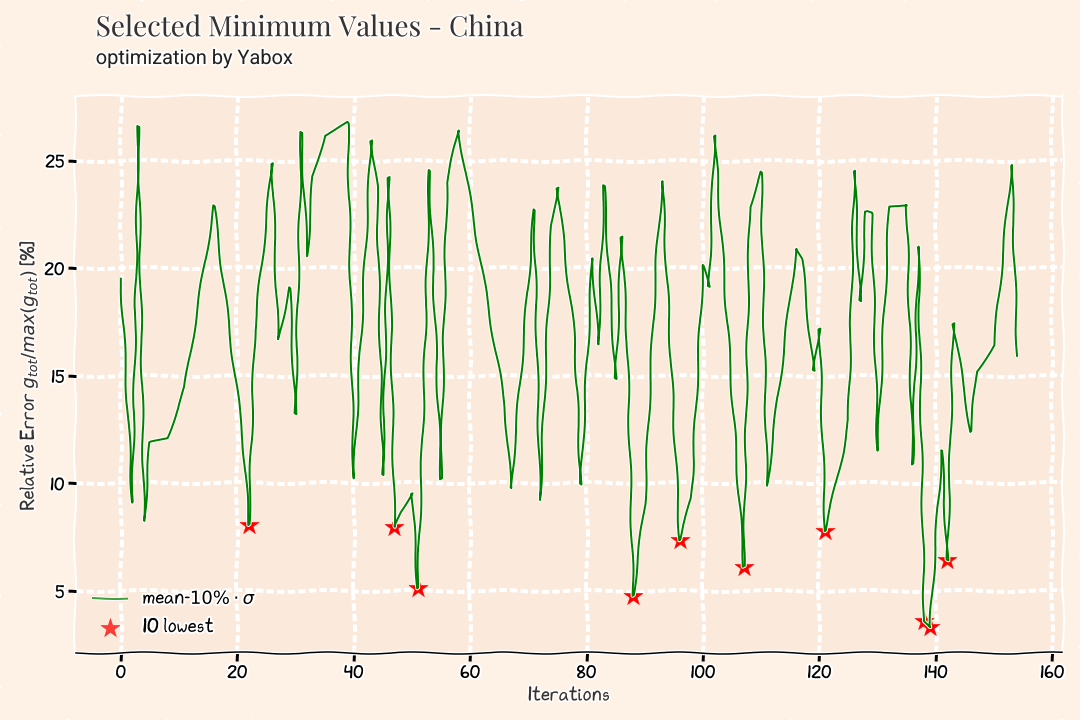 Selected Minimum Values - China
optimization by Yabox
Relative Error g_tot/max(g_tot) [%]
25
20
15
10
5
mean-10% · σ
10 lowest
0 20 40 60 80 100 120 140 160
Iterations